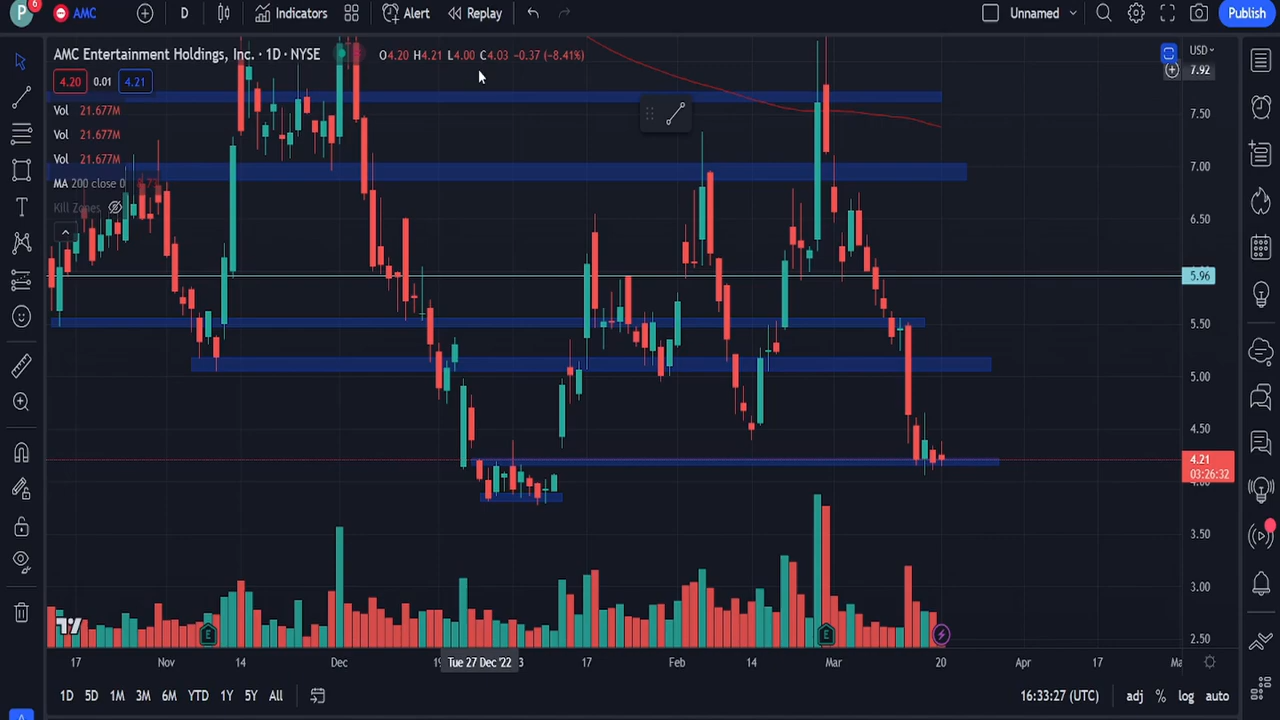 P 6 AMC D Indicators Alert Replay Unnamed Publish
AMC Entertainment Holdings, Inc. · 1D · NYSE O4.20 H4.21 L4.00 C4.03 -0.37 (-8.41%) USD
4.20 0.01 4.21
7.92
Vol 21.677M
Vol 21.677M
Vol 21.677M
MA 200 close 0
Kill Zones
7.50
7.00
6.50
5.96
5.50
5.00
4.50
4.21
03:26:32
4.00
3.50
3.00
2.50
E E
17 Nov 14 Dec 19 Tue 27 Dec '22 3 17 Feb 14 Mar 20 Apr 17 Ma
1D 5D 1M 3M 6M YTD 1Y 5Y All 16:33:27 (UTC) adj % log auto